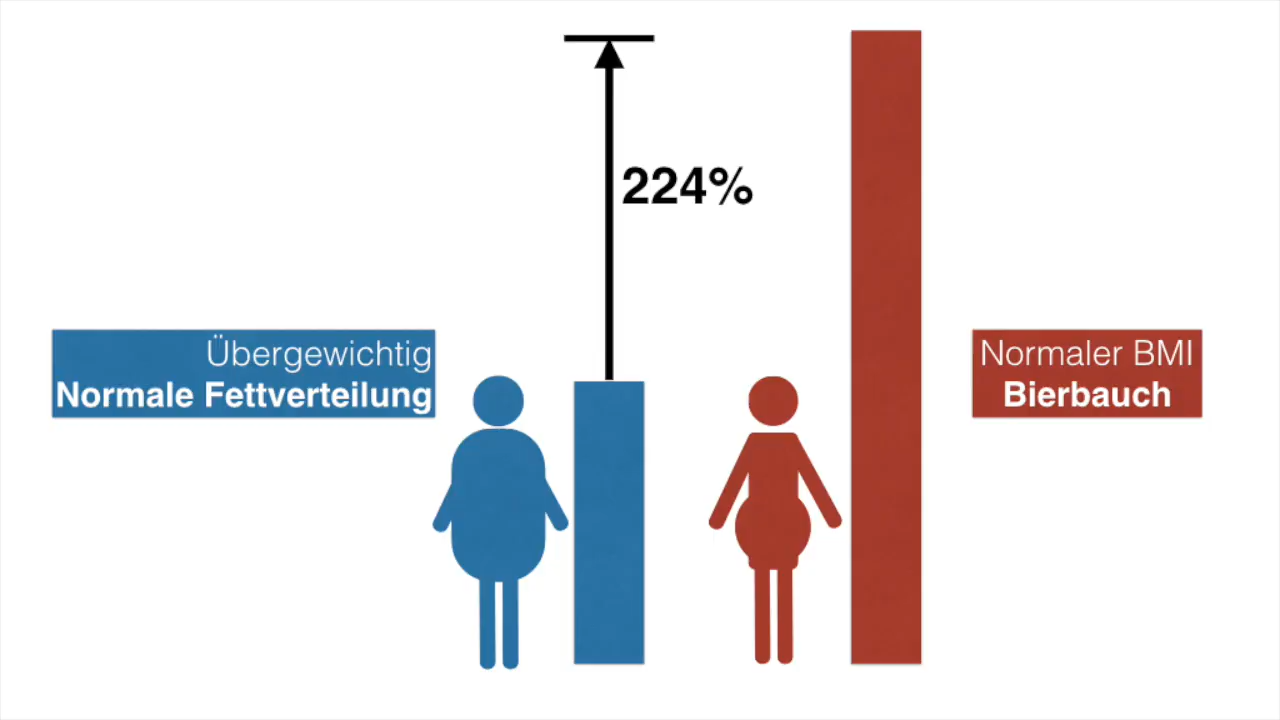 224%
Übergewichtig
Normale Fettverteilung
Normaler BMI
Bierbauch